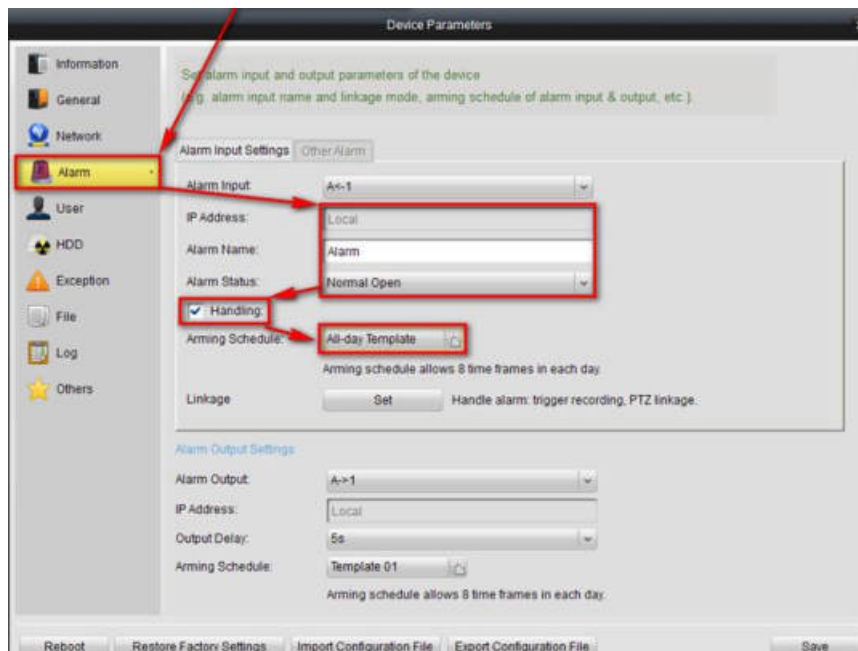 Device Parameters
Information
General
Network
Alarm
User
HDD
Exception
File
Log
Others
Set alarm input and output parameters of the device
(e.g. alarm input name and linkage mode, arming schedule of alarm input & output, etc.)
Alarm Input Settings Other Alarm
Alarm Input: A<-1
IP Address: Local
Alarm Name: Alarm
Alarm Status: Normal Open
Handling:
Arming Schedule: All-day Template
Arming schedule allows 8 time frames in each day.
Linkage Set Handle alarm: trigger recording, PTZ linkage.
Alarm Output Settings
Alarm Output: A->1
IP Address: Local
Output Delay: 5s
Arming Schedule: Template 01
Arming schedule allows 8 time frames in each day.
Reboot Restore Factory Settings Import Configuration File Export Configuration File Save